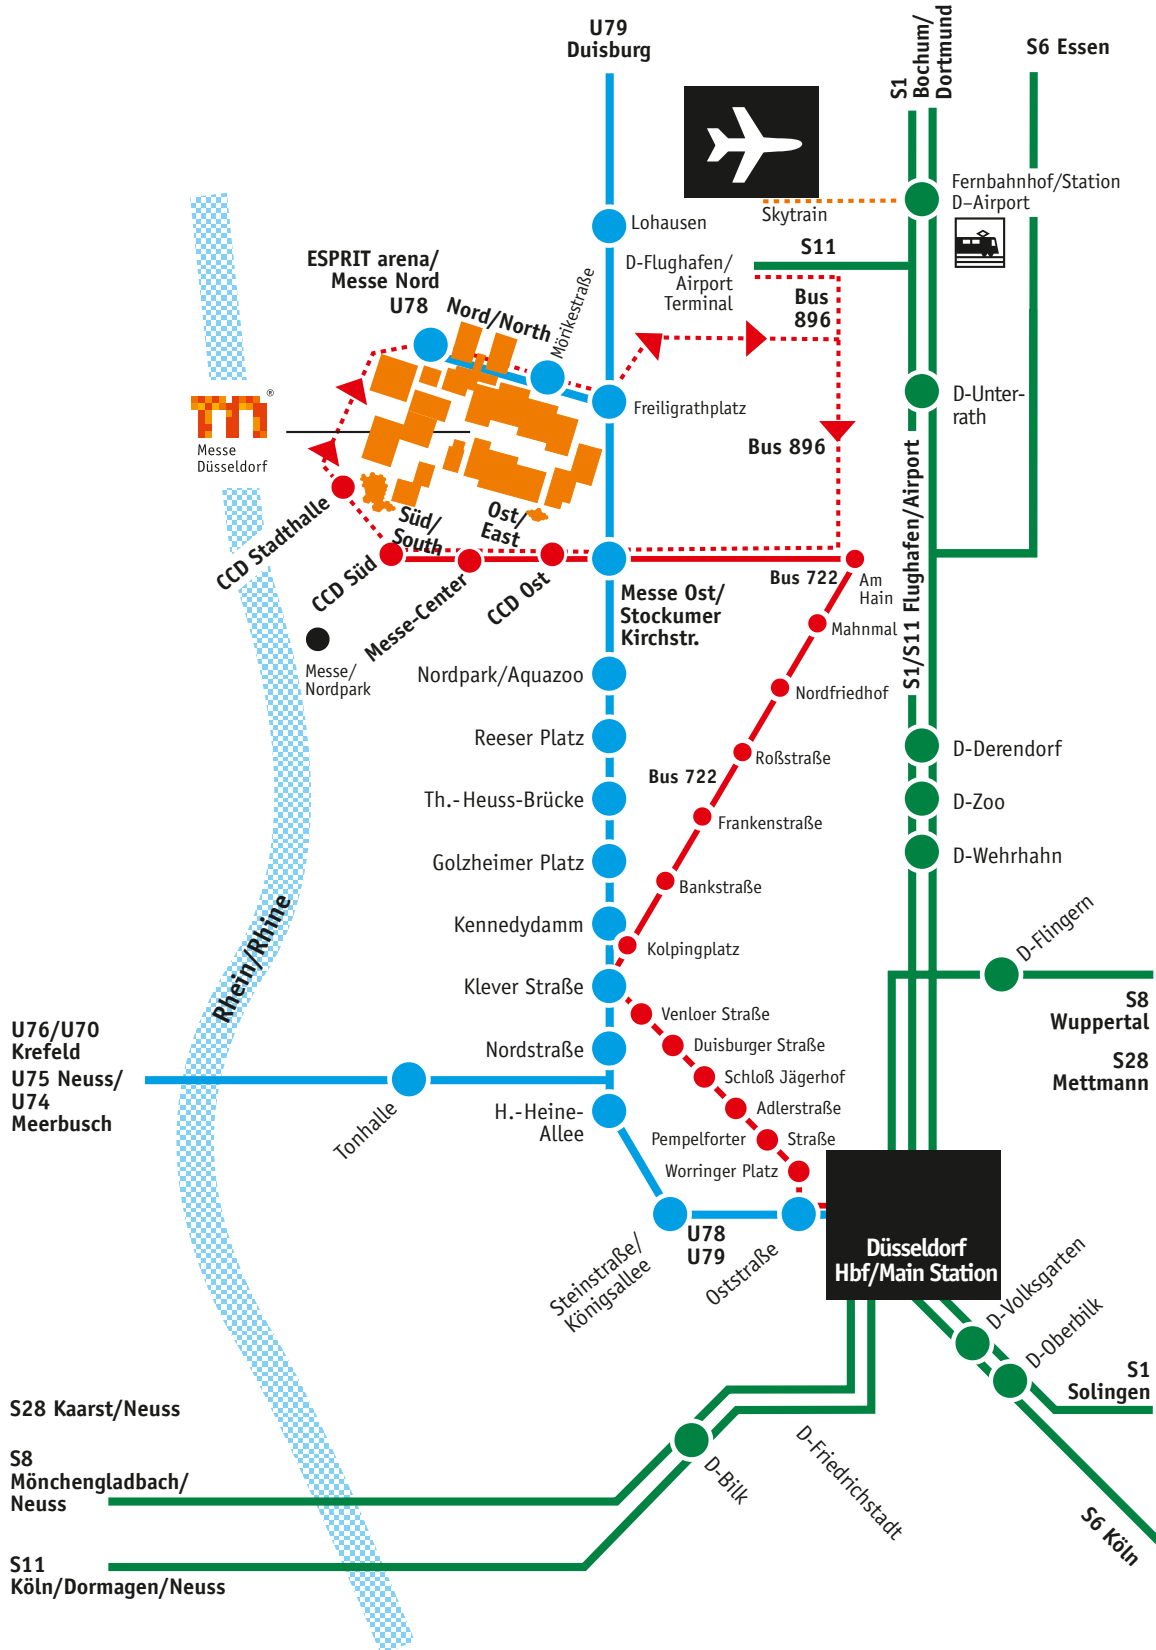 U79
Duisburg
S1
Bochum/
Dortmund
S6 Essen
Fernbahnhof/Station
D–Airport
Skytrain
Lohausen
S11
D-Flughafen/
Airport
Terminal
Bus
896
ESPRIT arena/
Messe Nord
U78
Nord/North
Mörikestraße
Freiligrathplatz
D-Unter-
rath
®
Messe
Düsseldorf
Bus 896
S1/S11 Flughafen/Airport
CCD Stadthalle
Süd/
South
Ost/
East
CCD Süd
Messe-Center
CCD Ost
Messe Ost/
Stockumer
Kirchstr.
Bus 722
Am
Hain
Mahnmal
Messe/
Nordpark
Nordpark/Aquazoo
Nordfriedhof
Reeser Platz
Roßstraße
D-Derendorf
Bus 722
Th.-Heuss-Brücke
D-Zoo
Frankenstraße
Golzheimer Platz
D-Wehrhahn
Bankstraße
Rhein/Rhine
Kennedydamm
Kolpingplatz
D-Flingern
Klever Straße
S8
Wuppertal
S28
Mettmann
Venloer Straße
U76/U70
Krefeld
U75 Neuss/
U74
Meerbusch
Nordstraße
Duisburger Straße
Schloß Jägerhof
Tonhalle
H.-Heine-
Allee
Adlerstraße
Pempelforter Straße
Worringer Platz
U78
U79
Steinstraße/
Königsallee
Oststraße
Düsseldorf
Hbf/Main Station
D-Volksgarten
D-Oberbilk
S1
Solingen
S28 Kaarst/Neuss
S8
Mönchengladbach/
Neuss
D-Bilk
D-Friedrichstadt
S6 Köln
S11
Köln/Dormagen/Neuss